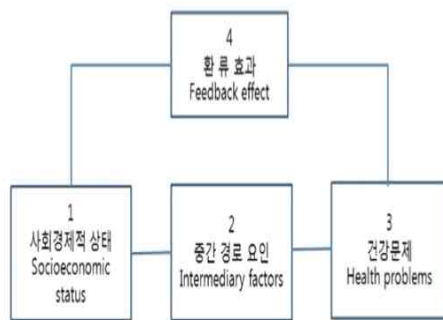 4
환 류 효과
Feedback effect
1
사회경제적 상태
Socioeconomic
status
2
중간 경로 요인
Intermediary factors
3
건강문제
Health problems